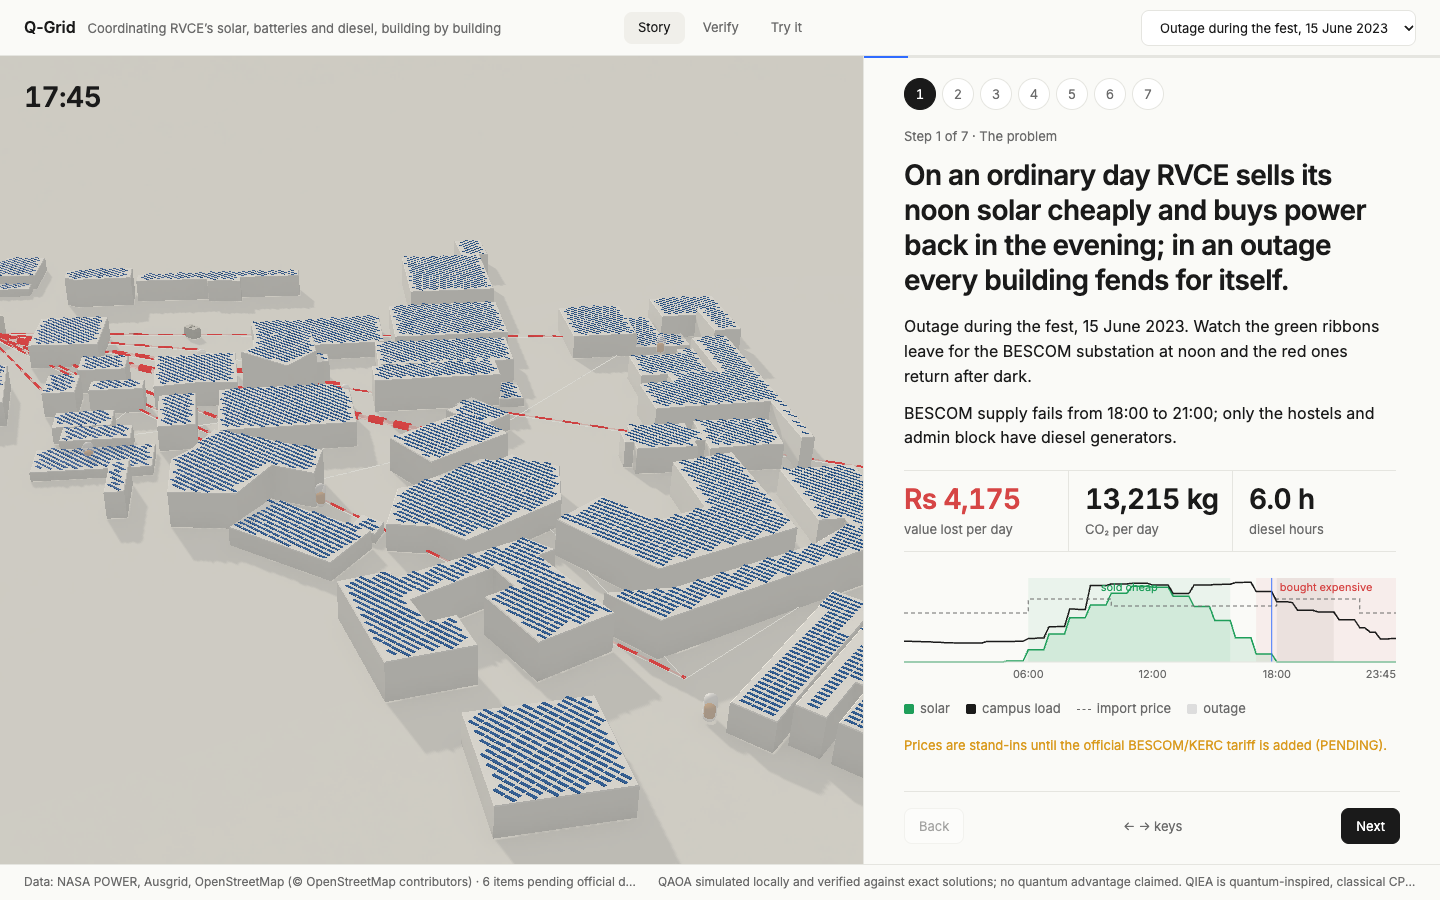 Q-Grid Coordinating RVCE's solar, batteries and diesel, building by building
Story Verify Try it
Outage during the fest, 15 June 2023
17:45
1 2 3 4 5 6 7
Step 1 of 7 · The problem
On an ordinary day RVCE sells its
noon solar cheaply and buys power
back in the evening; in an outage
every building fends for itself.
Outage during the fest, 15 June 2023. Watch the green ribbons
leave for the BESCOM substation at noon and the red ones
return after dark.
BESCOM supply fails from 18:00 to 21:00; only the hostels and
admin block have diesel generators.
Rs 4,175 13,215 kg 6.0 h
value lost per day CO₂ per day diesel hours
sold cheap bought expensive
06:00 12:00 18:00 23:45
solar campus load import price outage
Prices are stand-ins until the official BESCOM/KERC tariff is added (PENDING).
Back ← → keys Next
Data: NASA POWER, Ausgrid, OpenStreetMap (© OpenStreetMap contributors) · 6 items pending official d...
QAOA simulated locally and verified against exact solutions; no quantum advantage claimed. QIEA is quantum-inspired, classical CP...